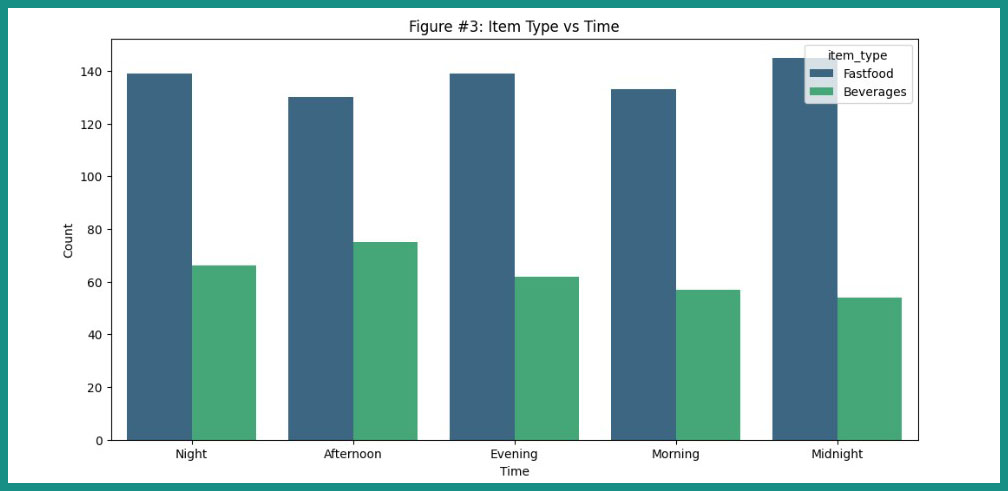 Figure #3: Item Type vs Time
item_type
Fastfood
Beverages
140
120
100
80
60
40
20
0
Count
Night Afternoon Evening Morning Midnight
Time